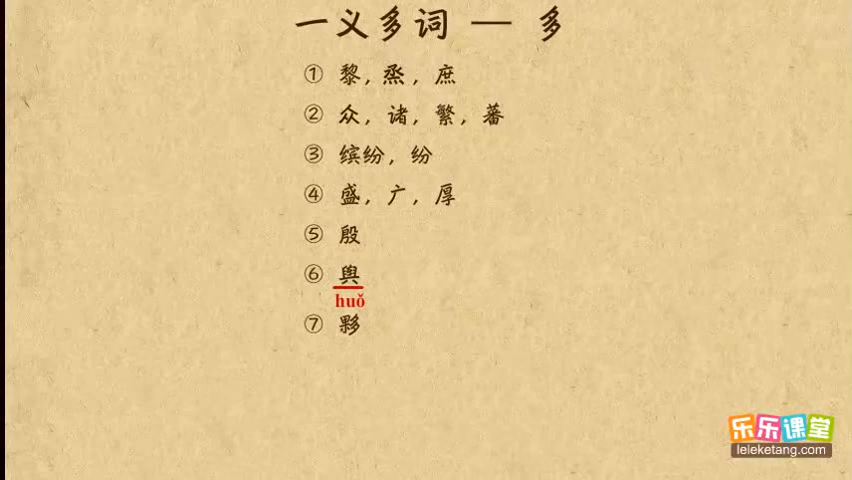 一义多词 — 多
① 黎，烝，庶
② 众，诸，繁，蕃
③ 缤纷，纷
④ 盛，广，厚
⑤ 殷
⑥ 舆
huǒ
⑦ 夥
乐乐课堂
leleketang.com